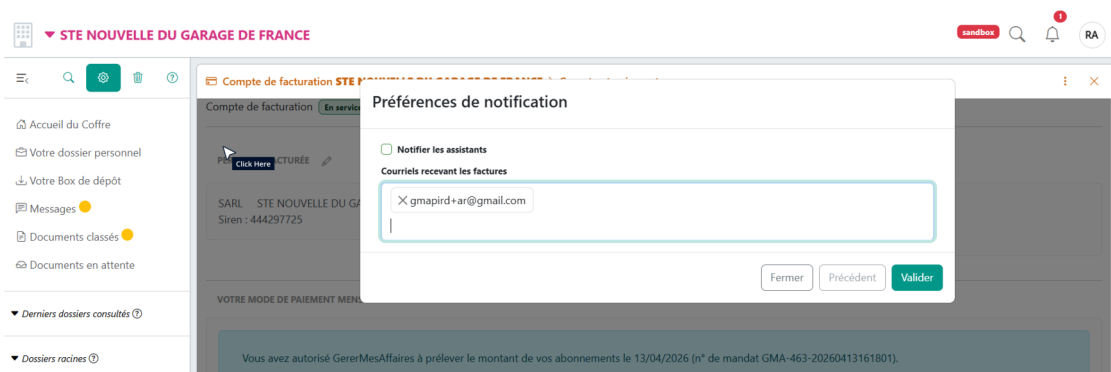 STE NOUVELLE DU GARAGE DE FRANCE
sandbox
1
RA
Compte de facturation STE
Compte de facturation En service
Accueil du Coffre
Votre dossier personnel
Votre Box de dépôt
Messages
Documents classés
Documents en attente
Derniers dossiers consultés
Dossiers racines
Click Here
CTURÉE
SARL STE NOUVELLE DU GA
Siren : 444297725
VOTRE MODE DE PAIEMENT MENS
Vous avez autorisé GererMesAffaires à prélever le montant de vos abonnements le 13/04/2026 (n° de mandat GMA-463-20260413161801).
Préférences de notification
Notifier les assistants
Courriels recevant les factures
gmapird+ar@gmail.com
Fermer
Précédent
Valider